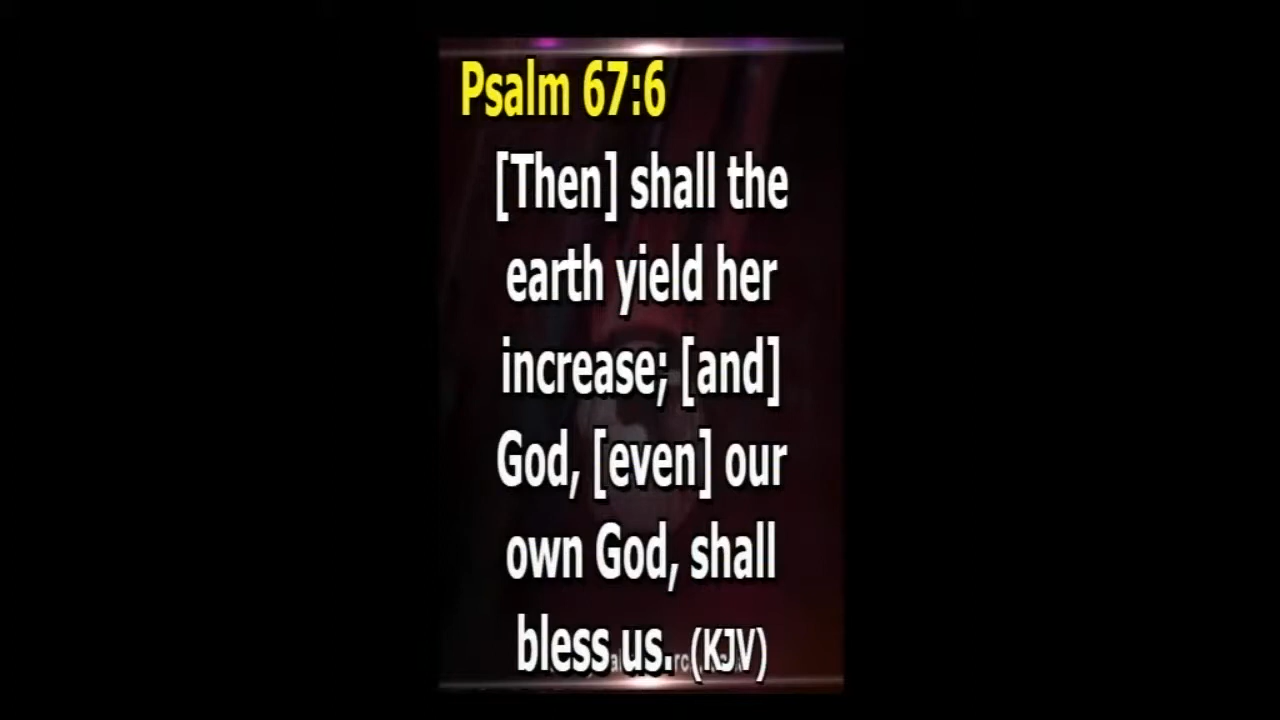 Psalm 67:6
[Then] shall the
earth yield her
increase; [and]
God, [even] our
own God, shall
bless us. (KJV)